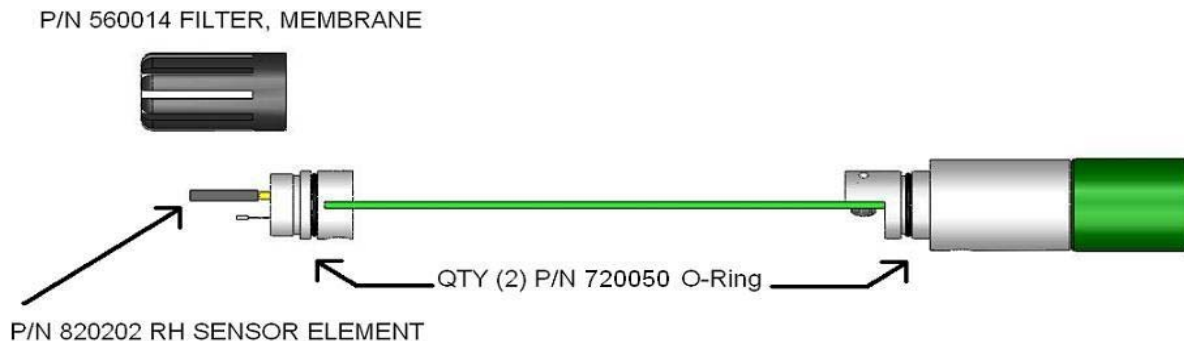 P/N 560014 FILTER, MEMBRANE
QTY (2) P/N 720050 O-Ring
P/N 820202 RH SENSOR ELEMENT